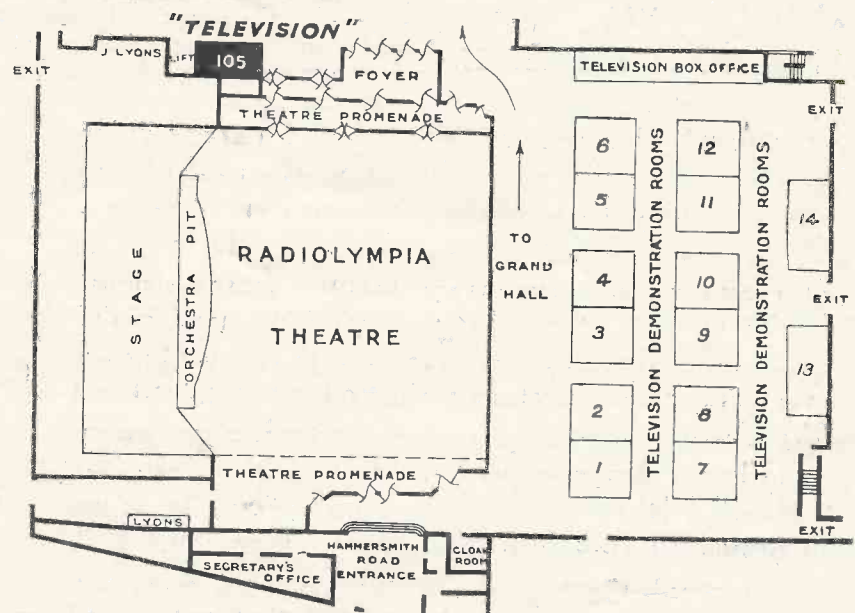 "TELEVISION"
J. LYONS
LIFT
105
EXIT
FOYER
THEATRE PROMENADE
TELEVISION BOX OFFICE
EXIT
STAGE
ORCHESTRA PIT
RADIOLYMPIA
THEATRE
TO
GRAND
HALL
6
5
4
3
2
1
TELEVISION DEMONSTRATION ROOMS
12
11
10
9
8
7
TELEVISION DEMONSTRATION ROOMS
14
EXIT
13
EXIT
THEATRE PROMENADE
LYONS
SECRETARY'S
OFFICE
HAMMERSMITH
ROAD
ENTRANCE
CLOAK
ROOM